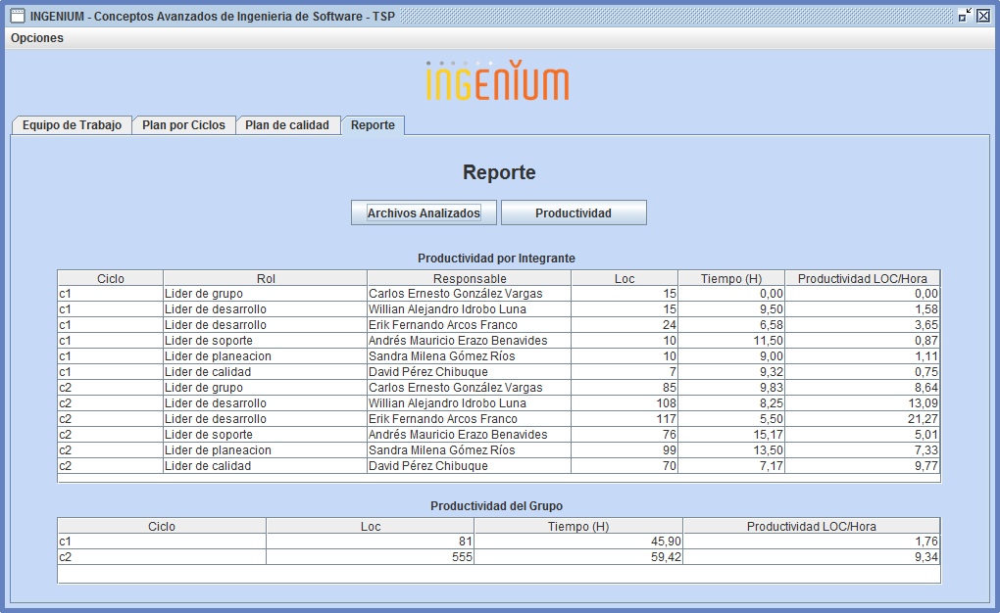 INGENIUM - Conceptos Avanzados de Ingenieria de Software - TSP
Opciones
INGENIUM
Equipo de Trabajo Plan por Ciclos Plan de calidad Reporte
Reporte
Archivos Analizados Productividad
Productividad por Integrante
Ciclo Rol Responsable Loc Tiempo (H) Productividad LOC/Hora
c1 Lider de grupo Carlos Ernesto González Vargas 15 0,00 0,00
c1 Lider de desarrollo Willian Alejandro Idrobo Luna 15 9,50 1,58
c1 Lider de desarrollo Erik Fernando Arcos Franco 24 6,58 3,65
c1 Lider de soporte Andrés Mauricio Erazo Benavides 10 11,50 0,87
c1 Lider de planeacion Sandra Milena Gómez Ríos 10 9,00 1,11
c1 Lider de calidad David Pérez Chibuque 7 9,32 0,75
c2 Lider de grupo Carlos Ernesto González Vargas 85 9,83 8,64
c2 Lider de desarrollo Willian Alejandro Idrobo Luna 108 8,25 13,09
c2 Lider de desarrollo Erik Fernando Arcos Franco 117 5,50 21,27
c2 Lider de soporte Andrés Mauricio Erazo Benavides 76 15,17 5,01
c2 Lider de planeacion Sandra Milena Gómez Ríos 99 13,50 7,33
c2 Lider de calidad David Pérez Chibuque 70 7,17 9,77
Productividad del Grupo
Ciclo Loc Tiempo (H) Productividad LOC/Hora
c1 81 45,90 1,76
c2 555 59,42 9,34